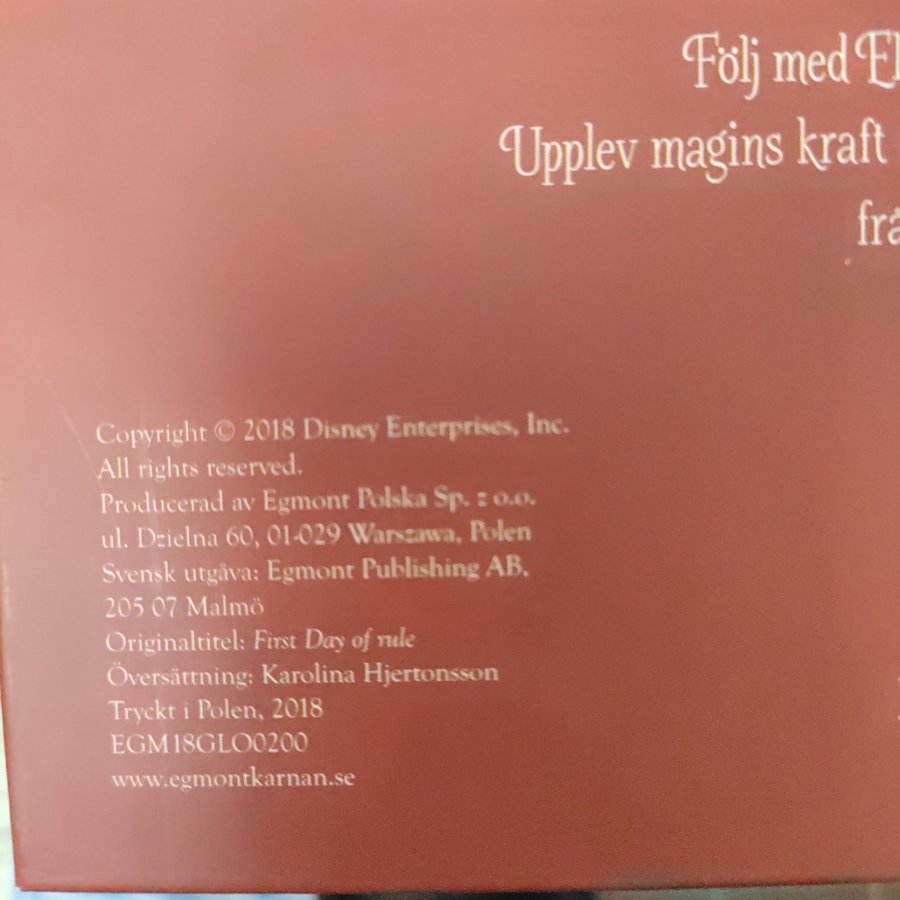 Följ med El
Upplev magins kraft
frå
Copyright © 2018 Disney Enterprises, Inc.
All rights reserved.
Producerad av Egmont Polska Sp. z o.o.
ul. Dzielna 60, 01-029 Warszawa, Polen
Svensk utgåva: Egmont Publishing AB,
205 07 Malmö
Originaltitel: First Day of rule
Översättning: Karolina Hjertonsson
Tryckt i Polen, 2018
EGM18GLO0200
www.egmontkarnan.se